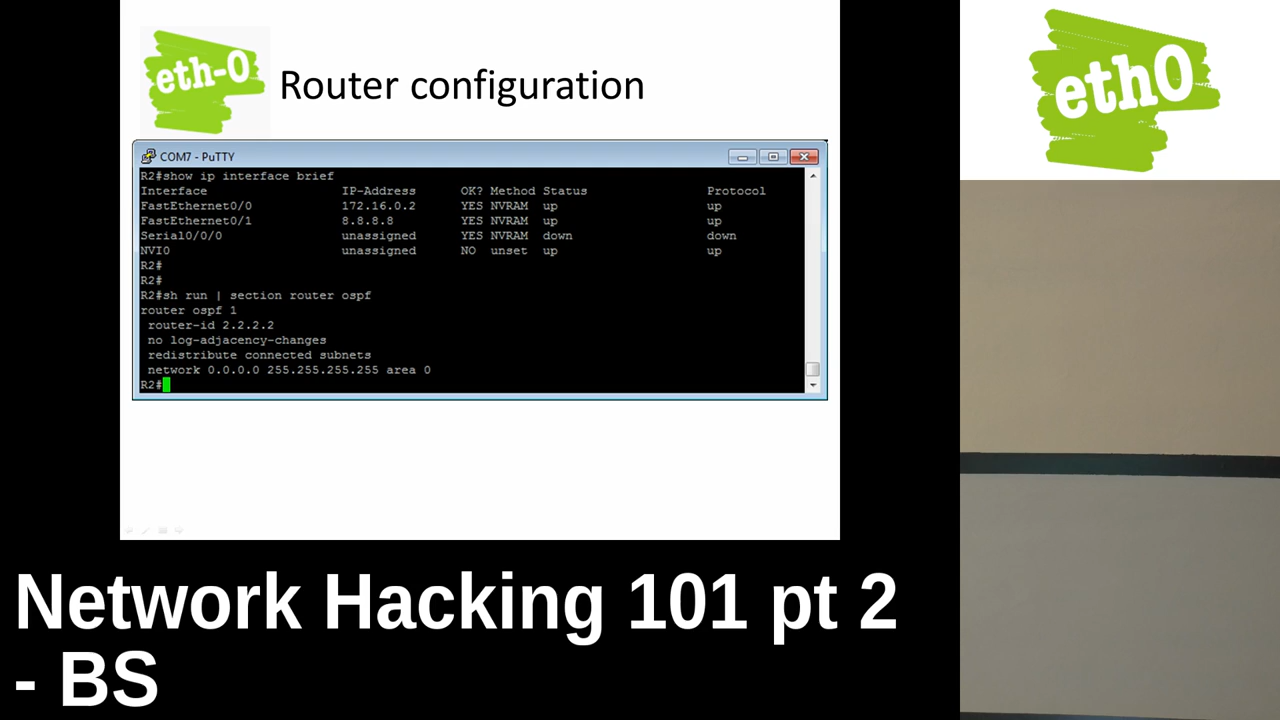 eth-0
Router configuration
eth0
COM7 - PuTTY
R2#show ip interface brief
Interface IP-Address OK? Method Status Protocol
FastEthernet0/0 172.16.0.2 YES NVRAM up up
FastEthernet0/1 8.8.8.8 YES NVRAM up up
Serial0/0/0 unassigned YES NVRAM down down
NVI0 unassigned NO unset up up
R2#
R2#
R2#sh run | section router ospf
router ospf 1
router-id 2.2.2.2
no log-adjacency-changes
redistribute connected subnets
network 0.0.0.0 255.255.255.255 area 0
R2#
Network Hacking 101 pt 2
- BS